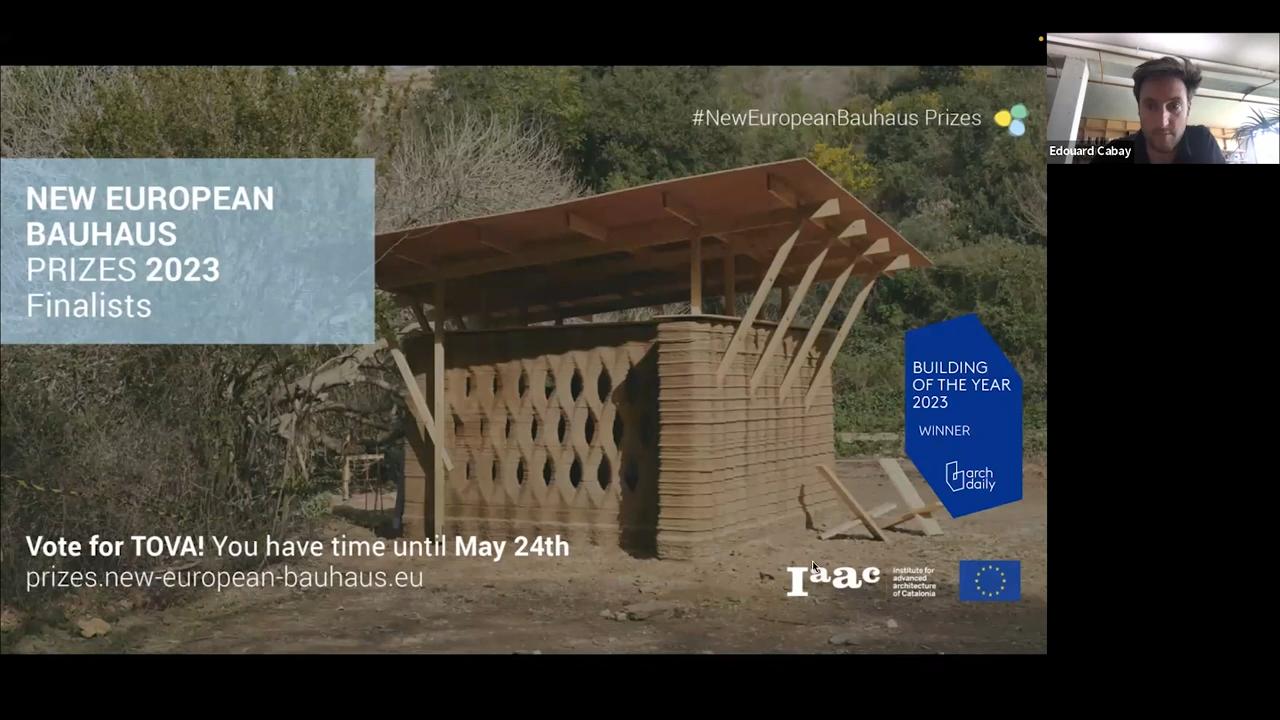 #NewEuropeanBauhaus Prizes
NEW EUROPEAN
BAUHAUS
PRIZES 2023
Finalists
BUILDING
OF THE YEAR
2023
WINNER
arch
daily
Vote for TOVA! You have time until May 24th
prizes.new-european-bauhaus.eu
Iaac
Institute for
advanced
architecture
of Catalonia
Edouard Cabay